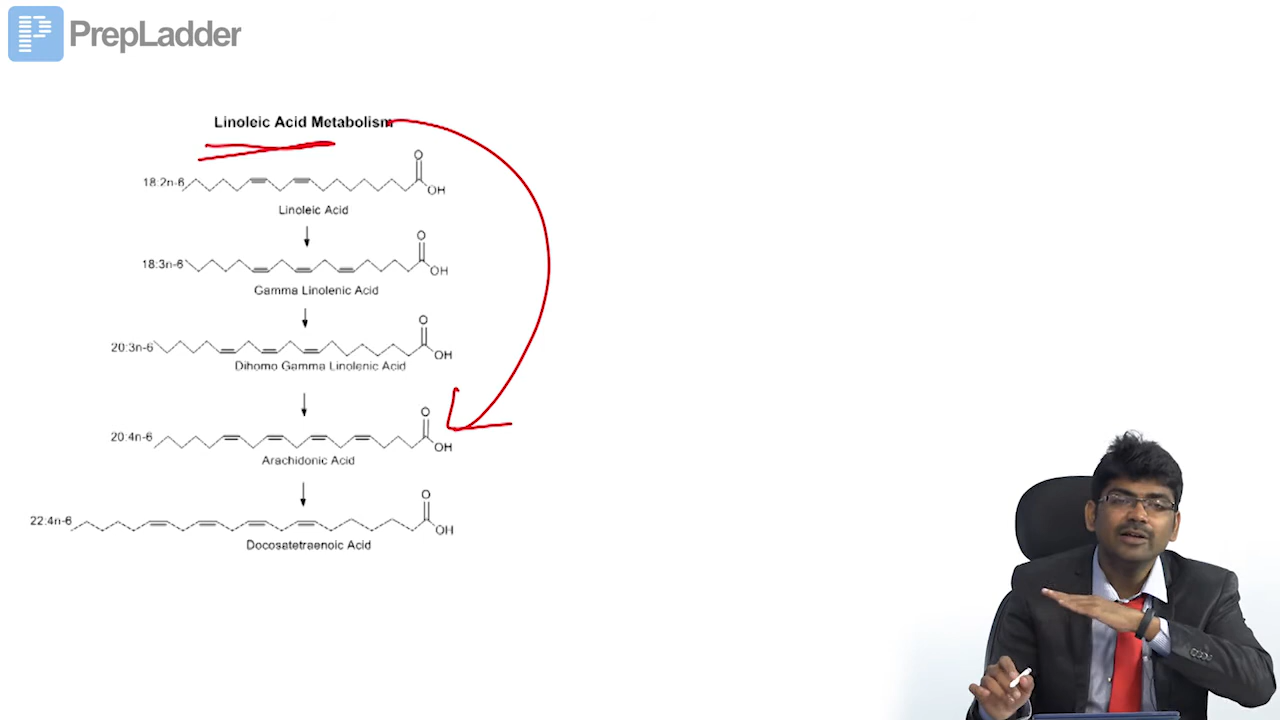 PrepLadder
Linoleic Acid Metabolism
O
18:2n-6
OH
Linoleic Acid
O
18:3n-6
OH
Gamma Linolenic Acid
O
20:3n-6
OH
Dihomo Gamma Linolenic Acid
O
20:4n-6
OH
Arachidonic Acid
O
22:4n-6
OH
Docosatetraenoic Acid